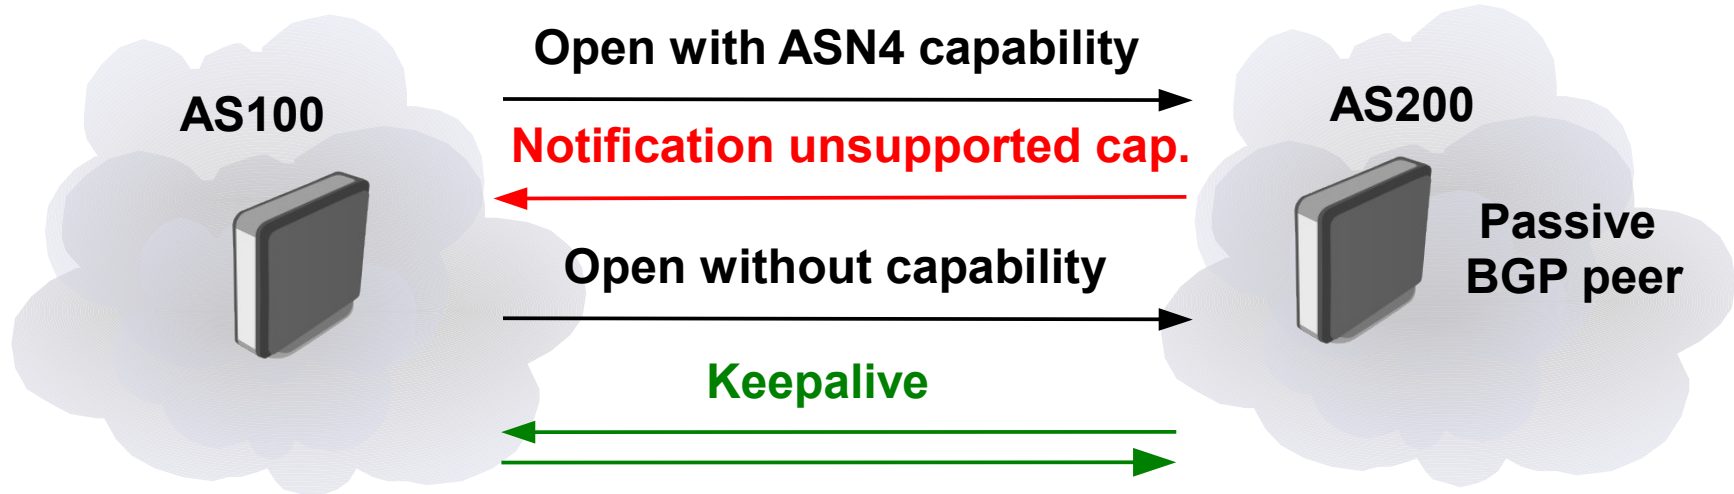 Open with ASN4 capability
AS100
AS200
Notification unsupported cap.
Passive
BGP peer
Open without capability
Keepalive